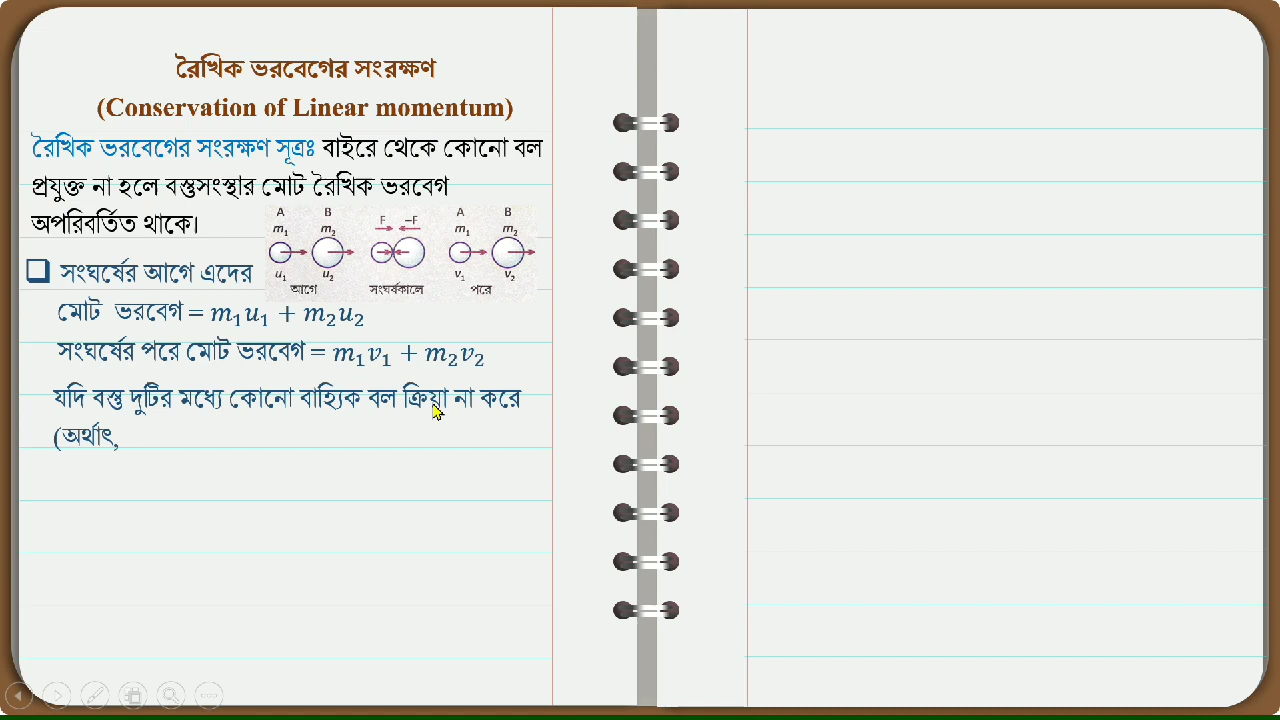 রৈখিক ভরবেগের সংরক্ষণ
(Conservation of Linear momentum)
রৈখিক ভরবেগের সংরক্ষণ সূত্রঃ বাইরে থেকে কোনো বল
প্রযুক্ত না হলে বস্তুসংস্থার মোট রৈখিক ভরবেগ
অপরিবর্তিত থাকে।
A B F −F A B
m₁ m₂ m₁ m₂
u₁ u₂ v₁ v₂
আগে সংঘর্ষকালে পরে
❑ সংঘর্ষের আগে এদের
মোট ভরবেগ = m₁u₁ + m₂u₂
সংঘর্ষের পরে মোট ভরবেগ = m₁v₁ + m₂v₂
যদি বস্তু দুটির মধ্যে কোনো বাহ্যিক বল ক্রিয়া না করে
(অর্থাৎ,